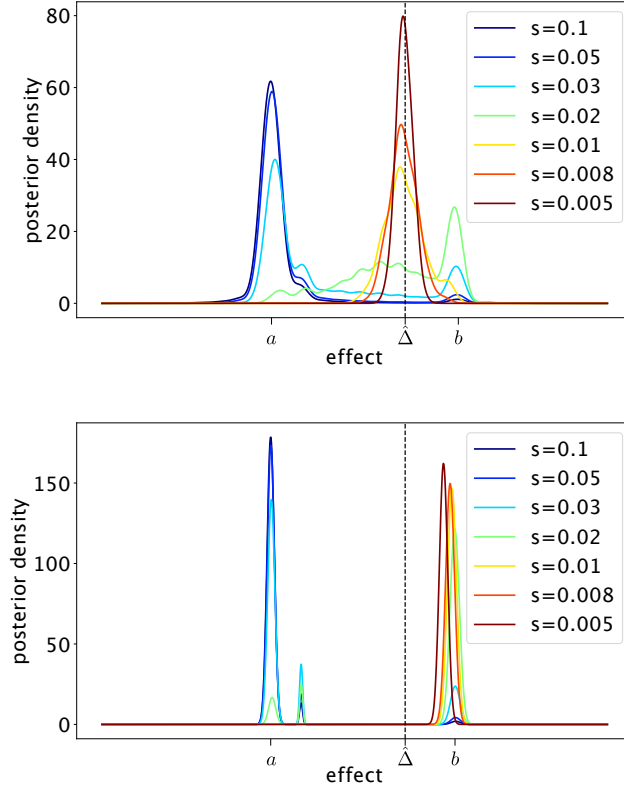 80
60
40
20
0
posterior density
s=0.1
s=0.05
s=0.03
s=0.02
s=0.01
s=0.008
s=0.005
a
Δ̂
b
effect
150
100
50
0
posterior density
s=0.1
s=0.05
s=0.03
s=0.02
s=0.01
s=0.008
s=0.005
a
Δ̂
b
effect